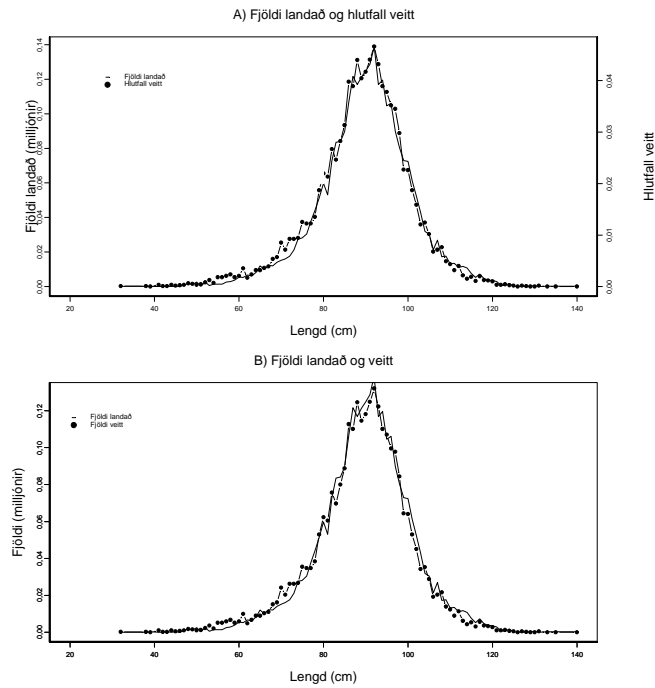 A) Fjöldi landað og hlutfall veitt
Fjöldi landað (milljónir)
0.14
0.12
0.10
0.08
0.06
0.04
0.02
0.00
Fjöldi landað
Hlutfall veitt
0.04
0.03
0.02
0.01
0.00
Hlutfall veitt
20 40 60 80 100 120 140
Lengd (cm)
B) Fjöldi landað og veitt
Fjöldi (milljónir)
0.12
0.10
0.08
0.06
0.04
0.02
0.00
Fjöldi landað
Fjöldi veitt
20 40 60 80 100 120 140
Lengd (cm)